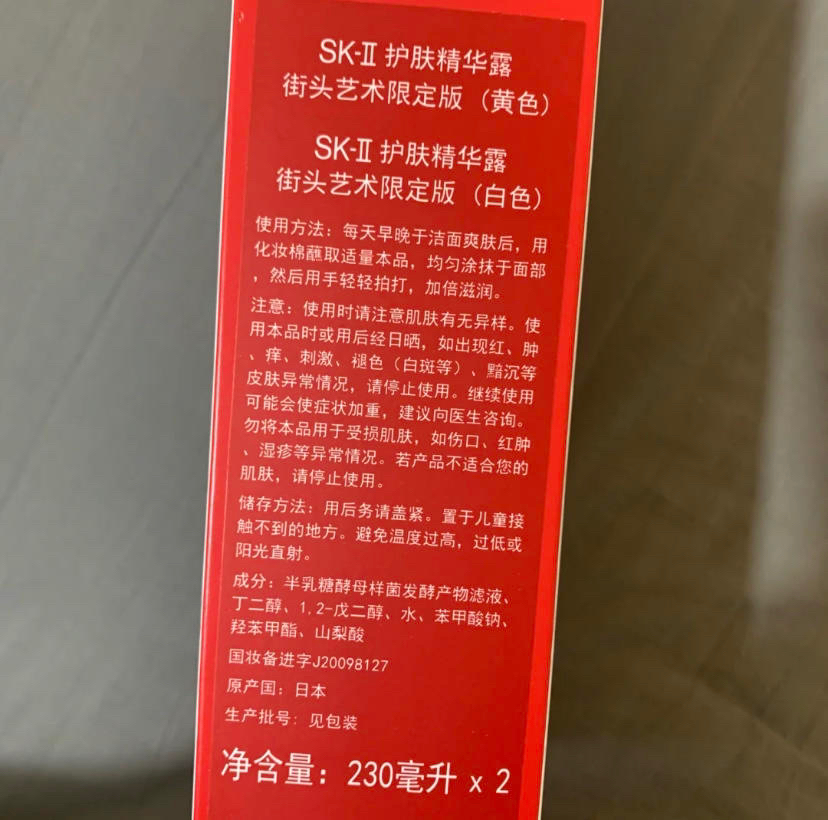 SK-II 护肤精华露
街头艺术限定版（黄色）
SK-II 护肤精华露
街头艺术限定版（白色）
使用方法：每天早晚于洁面爽肤后，用
化妆棉蘸取适量本品，均匀涂抹于面部
，然后用手轻轻拍打，加倍滋润。
注意：使用时请注意肌肤有无异样。使
用本品时或用后经日晒，如出现红、肿
、痒、刺激、褪色（白斑等）、黯沉等
皮肤异常情况，请停止使用。继续使用
可能会使症状加重，建议向医生咨询。
勿将本品用于受损肌肤，如伤口、红肿
、湿疹等异常情况。若产品不适合您的
肌肤，请停止使用。
储存方法：用后务请盖紧。置于儿童接
触不到的地方。避免温度过高，过低或
阳光直射。
成分：半乳糖酵母样菌发酵产物滤液、
丁二醇、1,2-戊二醇、水、苯甲酸钠、
羟苯甲酯、山梨酸
国妆备进字J20098127
原产国：日本
生产批号：见包装
净含量：230毫升 x 2